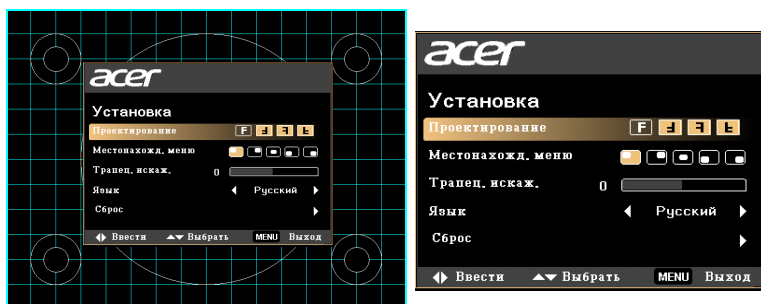 acer
Установка
Проектирование F F F F
Местонахожд. меню
Трапец. искаж. 0
Язык Русский
Сброс
Ввести Выбрать MENU Выход
acer
Установка
Проектирование F F F F
Местонахожд. меню
Трапец. искаж. 0
Язык Русский
Сброс
Ввести Выбрать MENU Выход